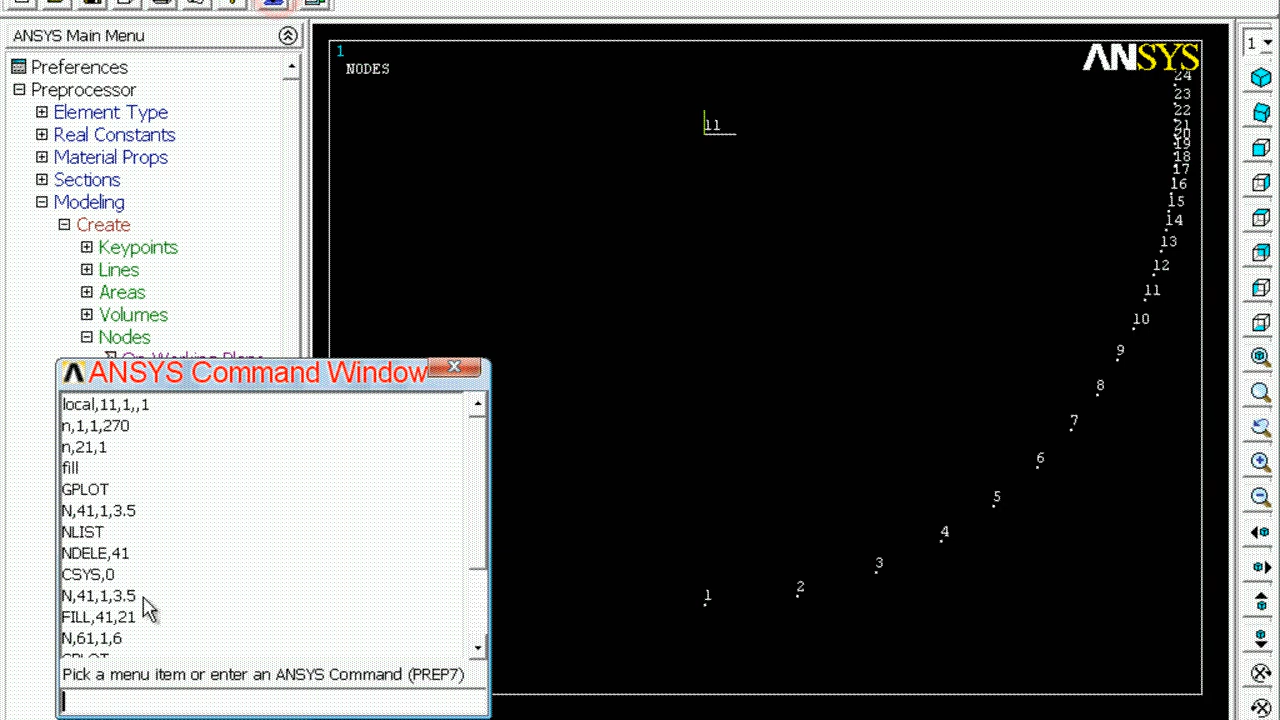 ANSYS Main Menu
Preferences
Preprocessor
Element Type
Real Constants
Material Props
Sections
Modeling
Create
Keypoints
Lines
Areas
Volumes
Nodes
ANSYS Command Window
local,11,1,,1
n,1,1,270
n,21,1
fill
GPLOT
N,41,1,3.5
NLIST
NDELE,41
CSYS,0
N,41,1,3.5
FILL,41,21
N,61,1,6
GPLOT
Pick a menu item or enter an ANSYS Command (PREP7)
1
NODES
ANSYS
11
24
23
22
21
20
19
18
17
16
15
14
13
12
11
10
9
8
7
6
5
4
3
2
1
1